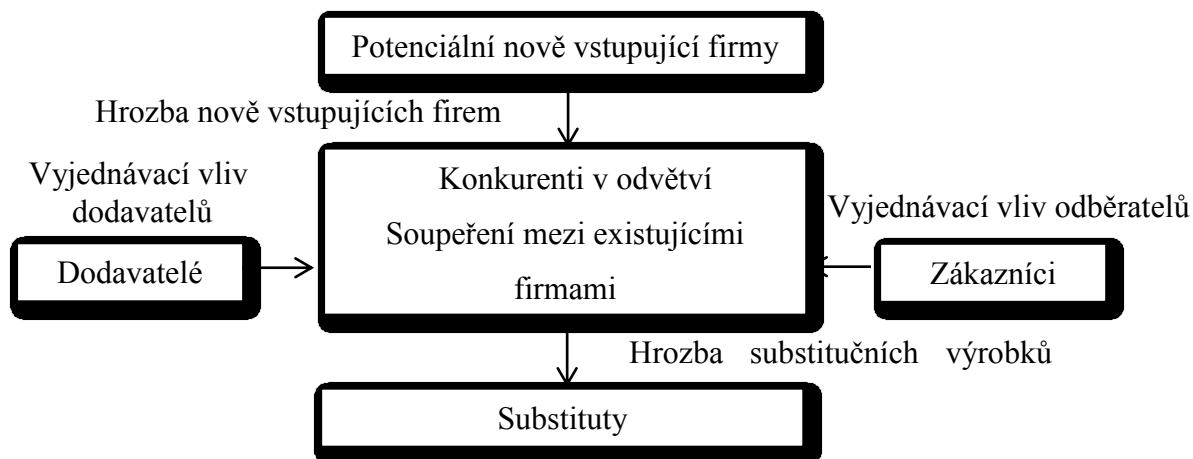 Potenciální nově vstupující firmy
Hrozba nově vstupujících firem
Vyjednávací vliv
dodavatelů
Dodavatelé
Konkurenti v odvětví
Soupeření mezi existujícími
firmami
Vyjednávací vliv odběratelů
Zákazníci
Hrozba substitučních výrobků
Substituty